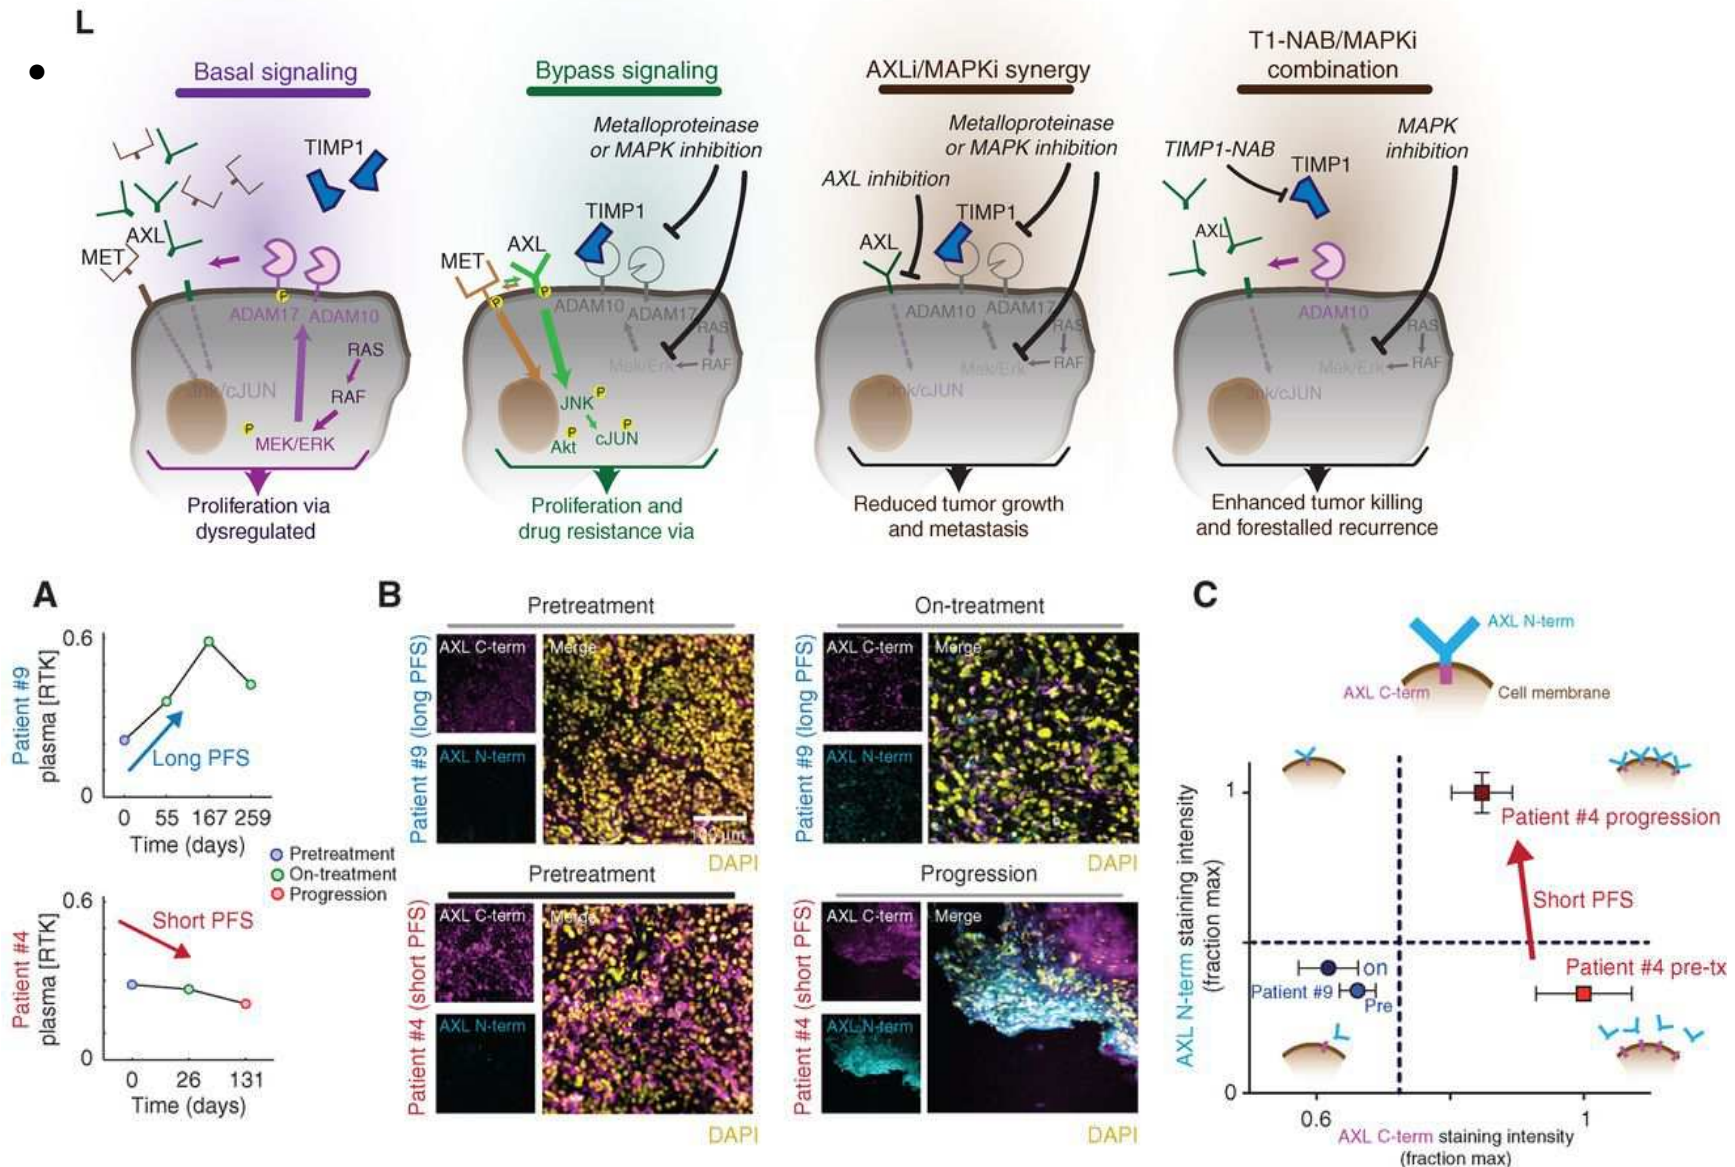 L
Basal signaling
TIMP1
AXL
MET
P
ADAM17
ADAM10
RAS
Jnk/cJUN
RAF
P
MEK/ERK
Proliferation via
dysregulated
Bypass signaling
Metalloproteinase
or MAPK inhibition
TIMP1
AXL
MET
P
P
ADAM10
ADAM17
RAS
Mek/Erk
RAF
JNK
P
Akt
P
cJUN
P
Proliferation and
drug resistance via
AXLi/MAPKi synergy
Metalloproteinase
or MAPK inhibition
AXL inhibition
TIMP1
AXL
ADAM10
ADAM17
RAS
Mek/Erk
RAF
Jnk/cJUN
Reduced tumor growth
and metastasis
T1-NAB/MAPKi
combination
MAPK
inhibition
TIMP1-NAB
TIMP1
AXL
ADAM10
RAS
Mek/Erk
RAF
Jnk/cJUN
Enhanced tumor killing
and forestalled recurrence
A
Patient #9
plasma [RTK]
0.6
0
Long PFS
0 55 167 259
Time (days)
Pretreatment
On-treatment
Progression
Patient #4
plasma [RTK]
0.6
0
Short PFS
0 26 131
Time (days)
B
Pretreatment
Patient #9 (long PFS)
AXL C-term
AXL N-term
Merge
100 μm
DAPI
On-treatment
Patient #9 (long PFS)
AXL C-term
AXL N-term
Merge
DAPI
Pretreatment
Patient #4 (short PFS)
AXL C-term
AXL N-term
Merge
DAPI
Progression
Patient #4 (short PFS)
AXL C-term
AXL N-term
Merge
DAPI
C
AXL N-term
AXL C-term
Cell membrane
AXL N-term staining intensity
(fraction max)
1
0
Patient #4 progression
Short PFS
Patient #4 pre-tx
on
Patient #9
Pre
0.6 1
AXL C-term staining intensity
(fraction max)